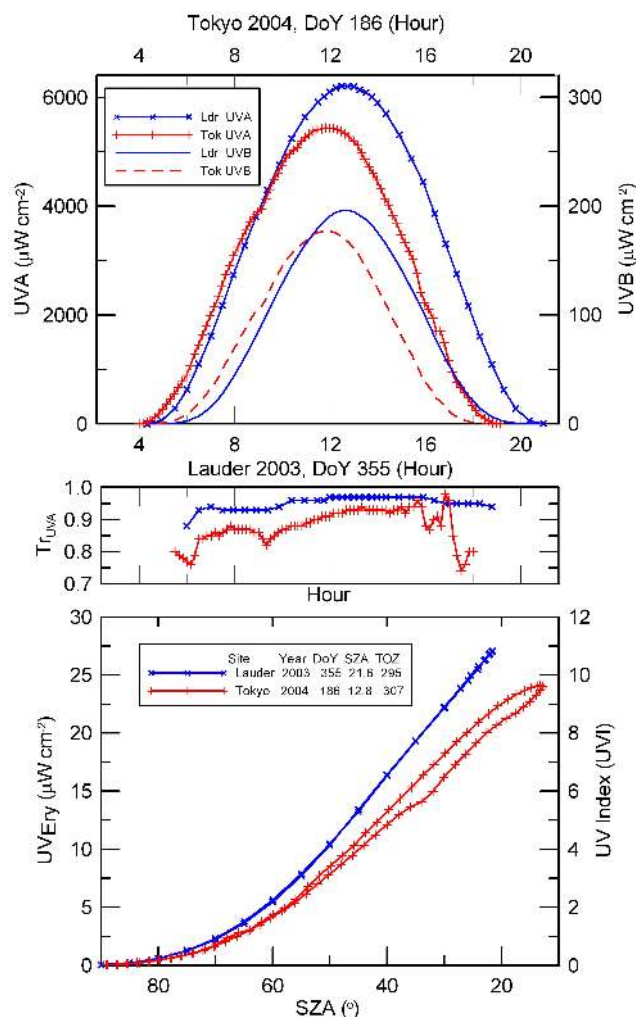 Tokyo 2004, DoY 186 (Hour)
4 8 12 16 20
6000 4000 2000 0
UVA (µW cm-2)
300 200 100 0
UVB (µW cm-2)
Ldr UVA
Tok UVA
Ldr UVB
Tok UVB
4 8 12 16 20
Lauder 2003, DoY 355 (Hour)
1.0 0.9 0.8 0.7
TrUVA
Hour
30 25 20 15 10 5 0
UVEry (µW cm-2)
12 10 8 6 4 2 0
UV Index (UVI)
Site Year DoY SZA TOZ
Lauder 2003 355 21.6 295
Tokyo 2004 186 12.8 307
80 60 40 20
SZA (o)